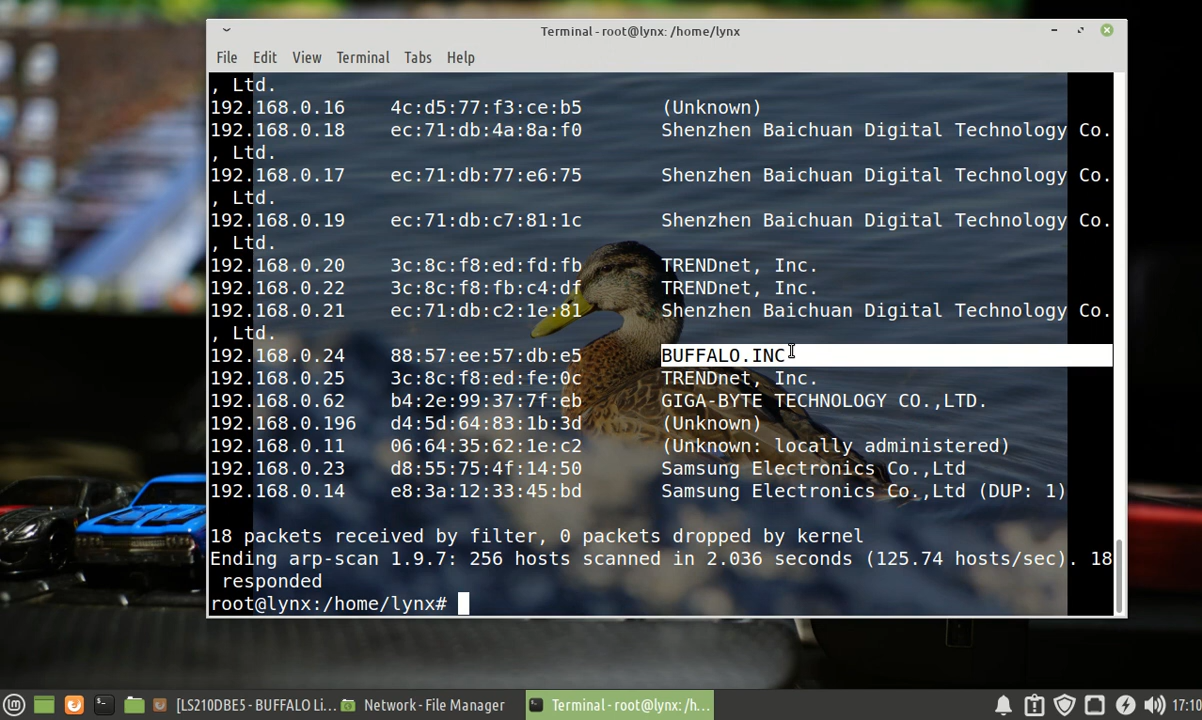 Terminal - root@lynx: /home/lynx
File Edit View Terminal Tabs Help
, Ltd.
192.168.0.16 4c:d5:77:f3:ce:b5 (Unknown)
192.168.0.18 ec:71:db:4a:8a:f0 Shenzhen Baichuan Digital Technology Co.
, Ltd.
192.168.0.17 ec:71:db:77:e6:75 Shenzhen Baichuan Digital Technology Co.
, Ltd.
192.168.0.19 ec:71:db:c7:81:1c Shenzhen Baichuan Digital Technology Co.
, Ltd.
192.168.0.20 3c:8c:f8:ed:fd:fb TRENDnet, Inc.
192.168.0.22 3c:8c:f8:fb:c4:df TRENDnet, Inc.
192.168.0.21 ec:71:db:c2:1e:81 Shenzhen Baichuan Digital Technology Co.
, Ltd.
192.168.0.24 88:57:ee:57:db:e5 BUFFALO.INC
192.168.0.25 3c:8c:f8:ed:fe:0c TRENDnet, Inc.
192.168.0.62 b4:2e:99:37:7f:eb GIGA-BYTE TECHNOLOGY CO.,LTD.
192.168.0.196 d4:5d:64:83:1b:3d (Unknown)
192.168.0.11 06:64:35:62:1e:c2 (Unknown: locally administered)
192.168.0.23 d8:55:75:4f:14:50 Samsung Electronics Co.,Ltd
192.168.0.14 e8:3a:12:33:45:bd Samsung Electronics Co.,Ltd (DUP: 1)
18 packets received by filter, 0 packets dropped by kernel
Ending arp-scan 1.9.7: 256 hosts scanned in 2.036 seconds (125.74 hosts/sec). 18
responded
root@lynx:/home/lynx#
[LS210DBE5 - BUFFALO Li... Network - File Manager Terminal - root@lynx: /h... 17:10